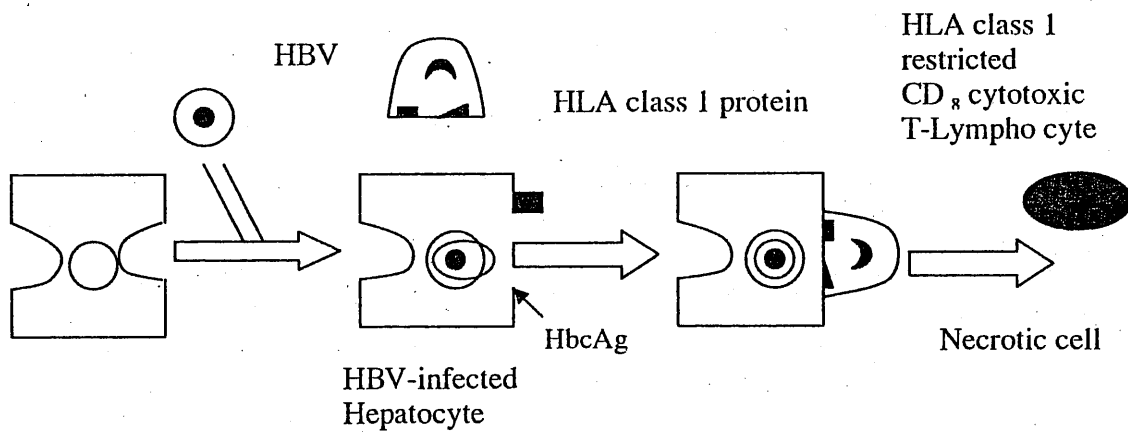 HBV
HLA class 1 protein
HLA class 1
restricted
CD 8 cytotoxic
T-Lympho cyte
HbcAg
HBV-infected
Hepatocyte
Necrotic cell